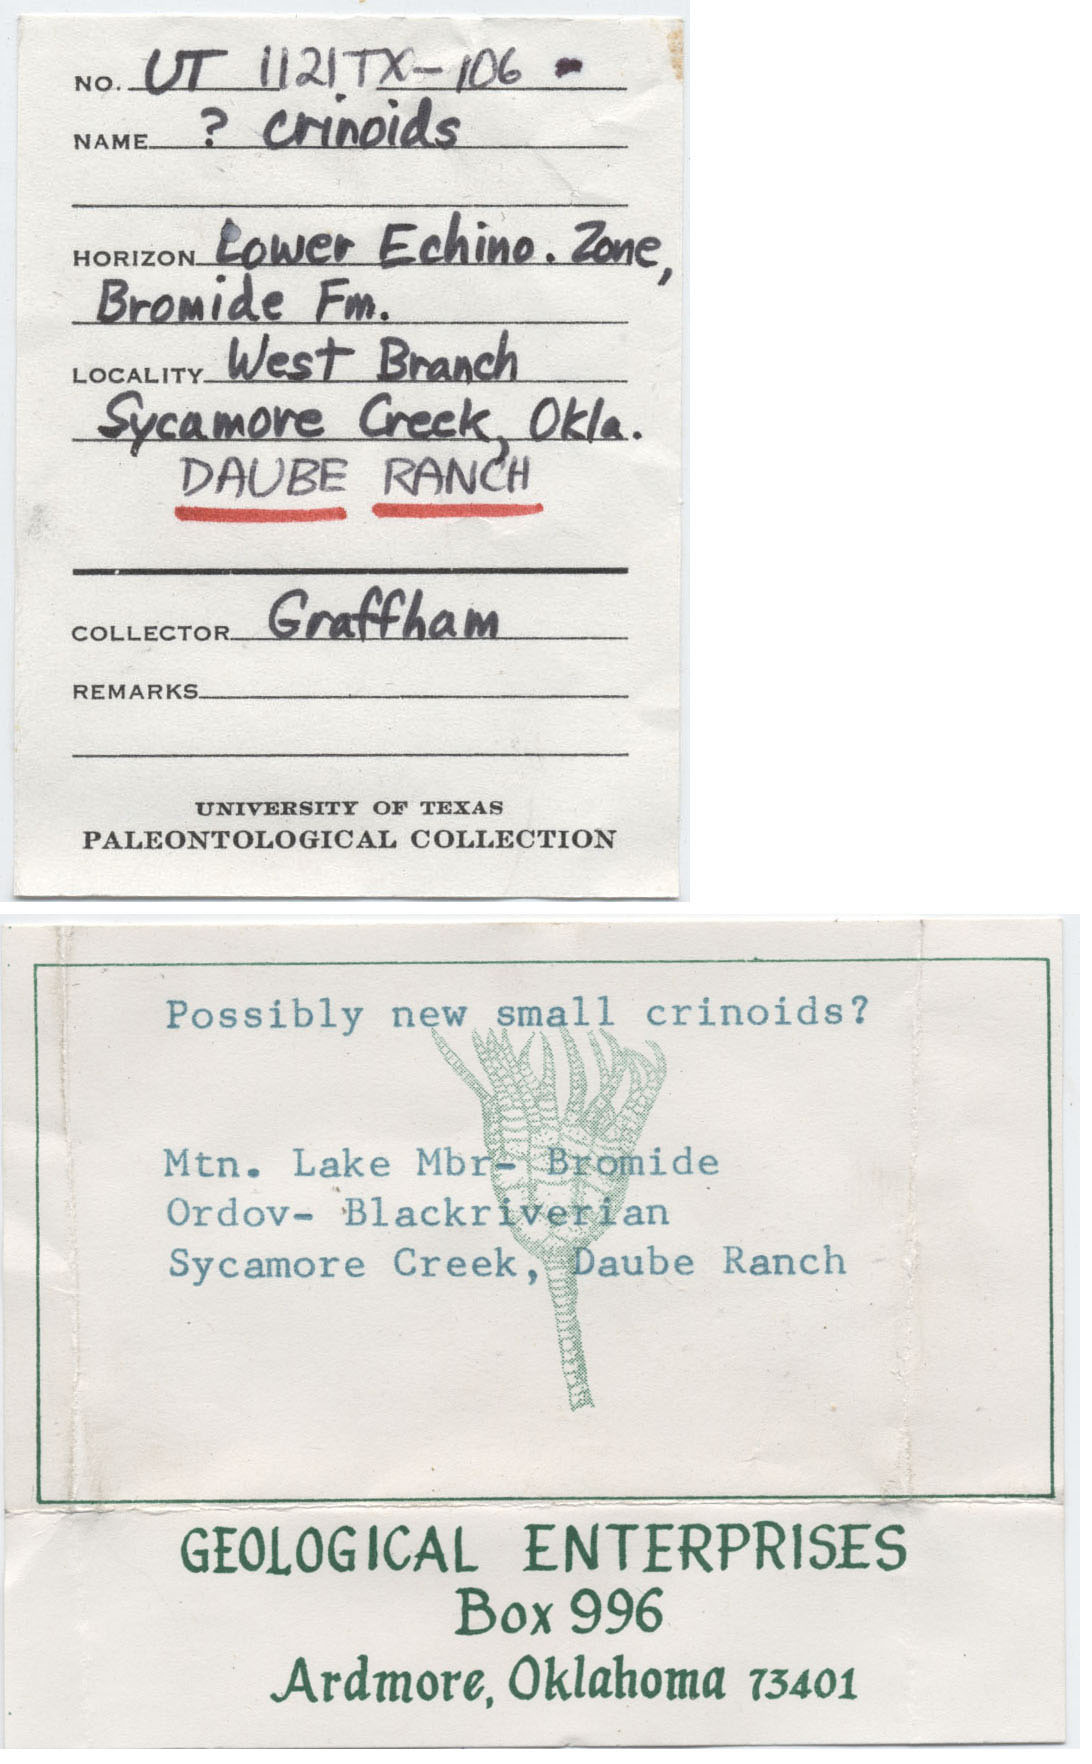 NO. UT 1121TX-106 -
NAME ? crinoids
HORIZON Lower Echino. Zone,
Bromide Fm.
LOCALITY West Branch
Sycamore Creek, Okla.
DAUBE RANCH
COLLECTOR Graffham
REMARKS
UNIVERSITY OF TEXAS
PALEONTOLOGICAL COLLECTION
Possibly new small crinoids?
Mtn. Lake Mbr- Bromide
Ordov- Blackriverian
Sycamore Creek, Daube Ranch
GEOLOGICAL ENTERPRISES
Box 996
Ardmore, Oklahoma 73401